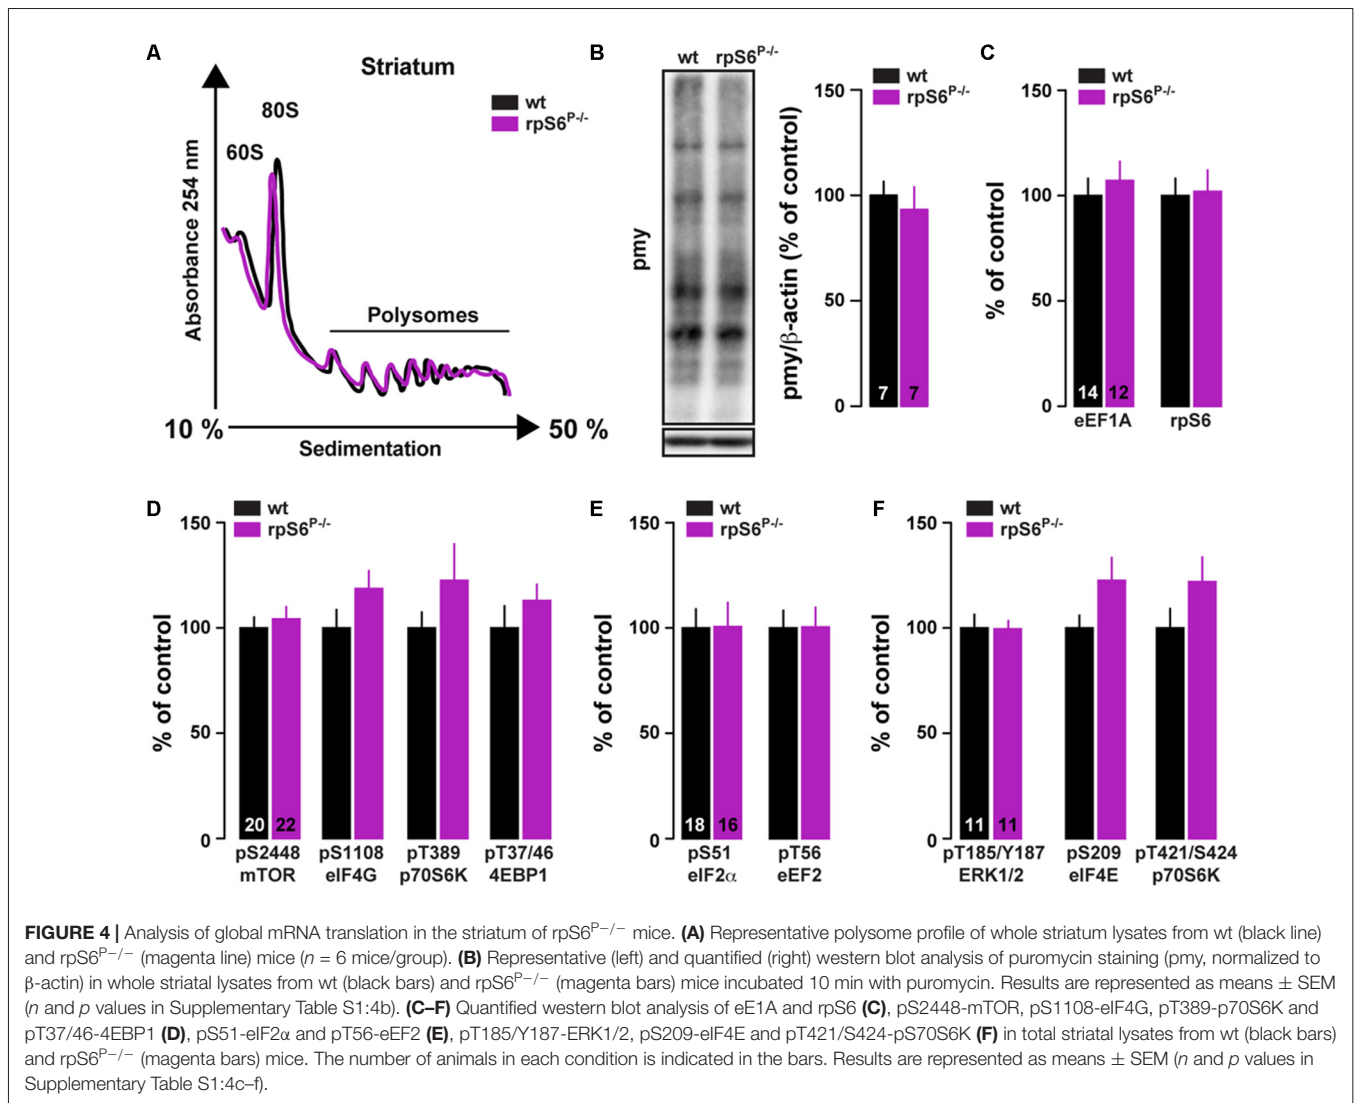 A
Striatum
wt
rpS6P-/-
80S
60S
Absorbance 254 nm
Polysomes
10 %
50 %
Sedimentation
B
wt rpS6P-/-
pmy
wt
rpS6P-/-
pmy/β-actin (% of control)
150
100
50
0
7 7
C
wt
rpS6P-/-
% of control
150
100
50
0
14 12
eEF1A rpS6
D
wt
rpS6P-/-
% of control
150
100
50
0
20 22
pS2448 pS1108 pT389 pT37/46
mTOR eIF4G p70S6K 4EBP1
E
wt
rpS6P-/-
% of control
150
100
50
0
18 16
pS51 pT56
eIF2α eEF2
F
wt
rpS6P-/-
% of control
150
100
50
0
11 11
pT185/Y187 pS209 pT421/S424
ERK1/2 eIF4E p70S6K
FIGURE 4 | Analysis of global mRNA translation in the striatum of rpS6P−/− mice. (A) Representative polysome profile of whole striatum lysates from wt (black line)
and rpS6P−/− (magenta line) mice (n = 6 mice/group). (B) Representative (left) and quantified (right) western blot analysis of puromycin staining (pmy, normalized to
β-actin) in whole striatal lysates from wt (black bars) and rpS6P−/− (magenta bars) mice incubated 10 min with puromycin. Results are represented as means ± SEM
(n and p values in Supplementary Table S1:4b). (C–F) Quantified western blot analysis of eE1A and rpS6 (C), pS2448-mTOR, pS1108-eIF4G, pT389-p70S6K and
pT37/46-4EBP1 (D), pS51-eIF2α and pT56-eEF2 (E), pT185/Y187-ERK1/2, pS209-eIF4E and pT421/S424-pS70S6K (F) in total striatal lysates from wt (black bars)
and rpS6P−/− (magenta bars) mice. The number of animals in each condition is indicated in the bars. Results are represented as means ± SEM (n and p values in
Supplementary Table S1:4c–f).